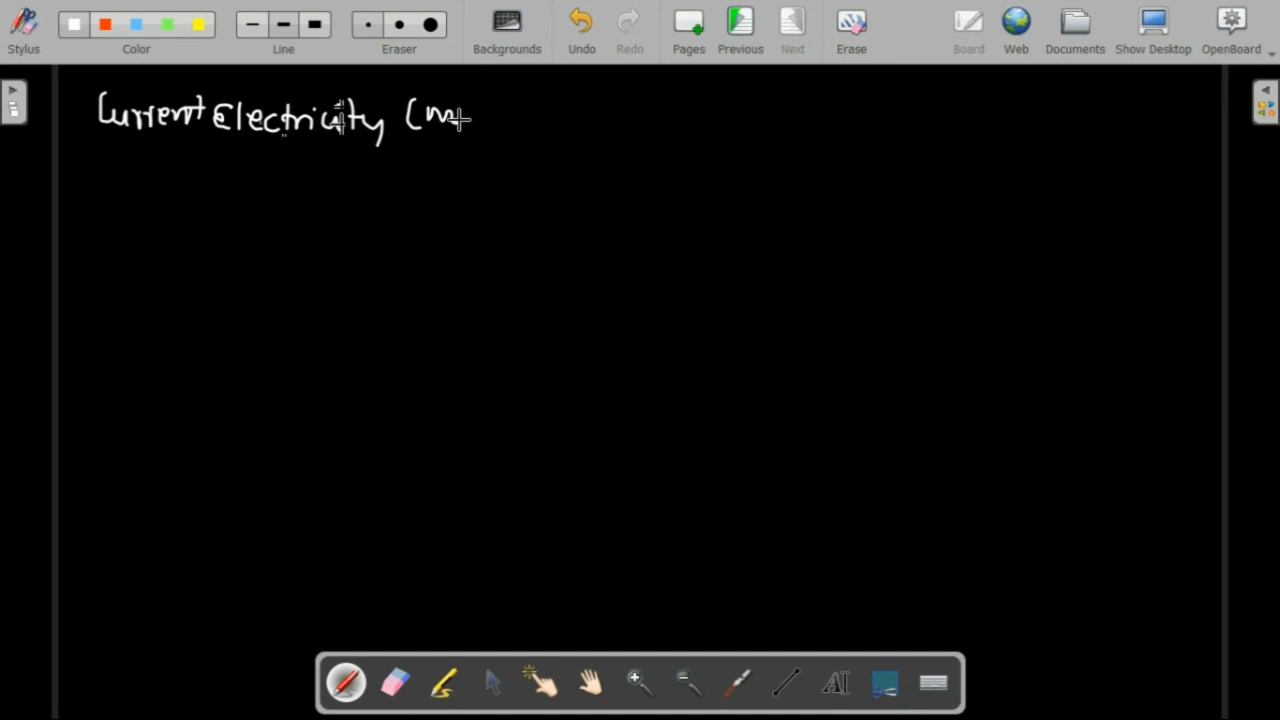 Stylus Color Line Eraser Backgrounds Undo Redo Pages Previous Next Erase Board Web Documents Show Desktop OpenBoard
Current Electricity (m
AI